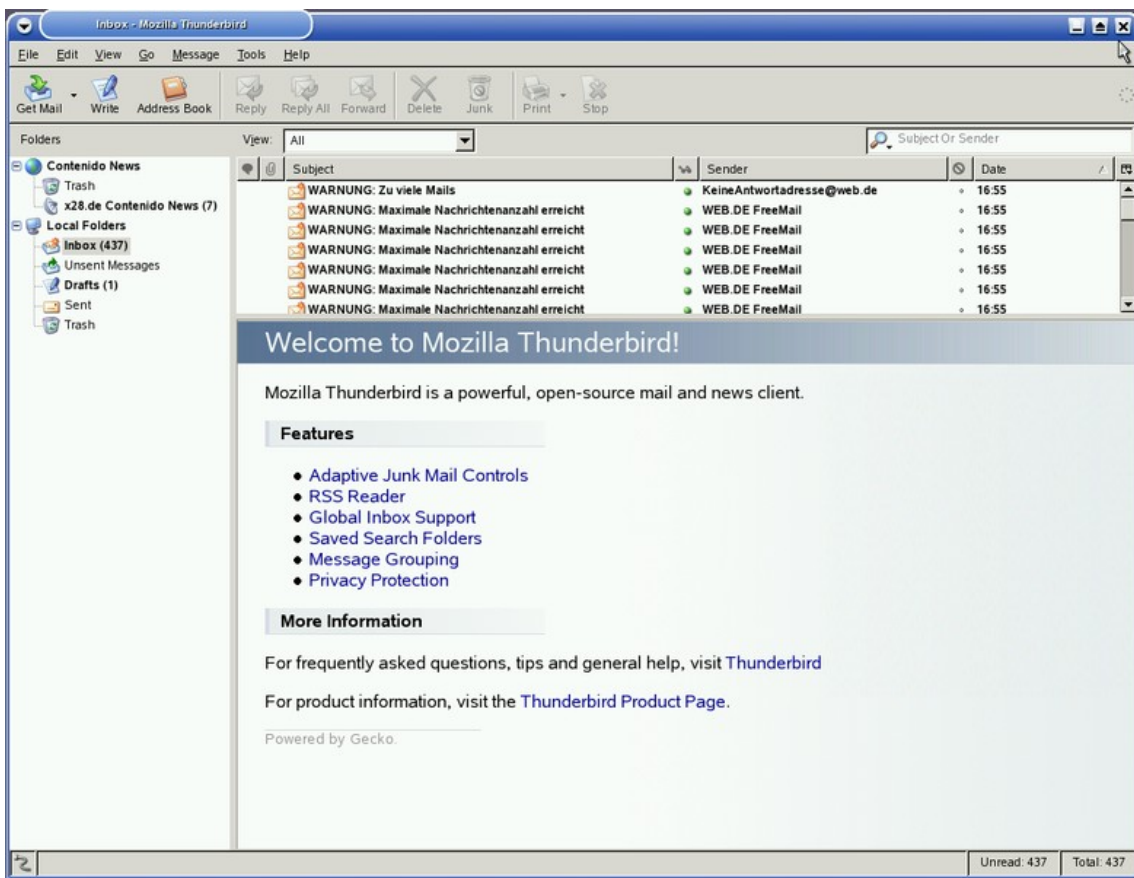 Inbox - Mozilla Thunderbird
File Edit View Go Message Tools Help
Get Mail Write Address Book Reply Reply All Forward Delete Junk Print Stop
Folders View: All Subject Or Sender
Subject Sender Date
Contenido News
Trash
x28.de Contenido News (7)
Local Folders
Inbox (437)
Unsent Messages
Drafts (1)
Sent
Trash
WARNUNG: Zu viele Mails KeineAntwortadresse@web.de 16:55
WARNUNG: Maximale Nachrichtenanzahl erreicht WEB.DE FreeMail 16:55
WARNUNG: Maximale Nachrichtenanzahl erreicht WEB.DE FreeMail 16:55
WARNUNG: Maximale Nachrichtenanzahl erreicht WEB.DE FreeMail 16:55
WARNUNG: Maximale Nachrichtenanzahl erreicht WEB.DE FreeMail 16:55
WARNUNG: Maximale Nachrichtenanzahl erreicht WEB.DE FreeMail 16:55
WARNUNG: Maximale Nachrichtenanzahl erreicht WEB.DE FreeMail 16:55
Welcome to Mozilla Thunderbird!
Mozilla Thunderbird is a powerful, open-source mail and news client.
Features
Adaptive Junk Mail Controls
RSS Reader
Global Inbox Support
Saved Search Folders
Message Grouping
Privacy Protection
More Information
For frequently asked questions, tips and general help, visit Thunderbird
For product information, visit the Thunderbird Product Page.
Powered by Gecko.
Unread: 437 Total: 437